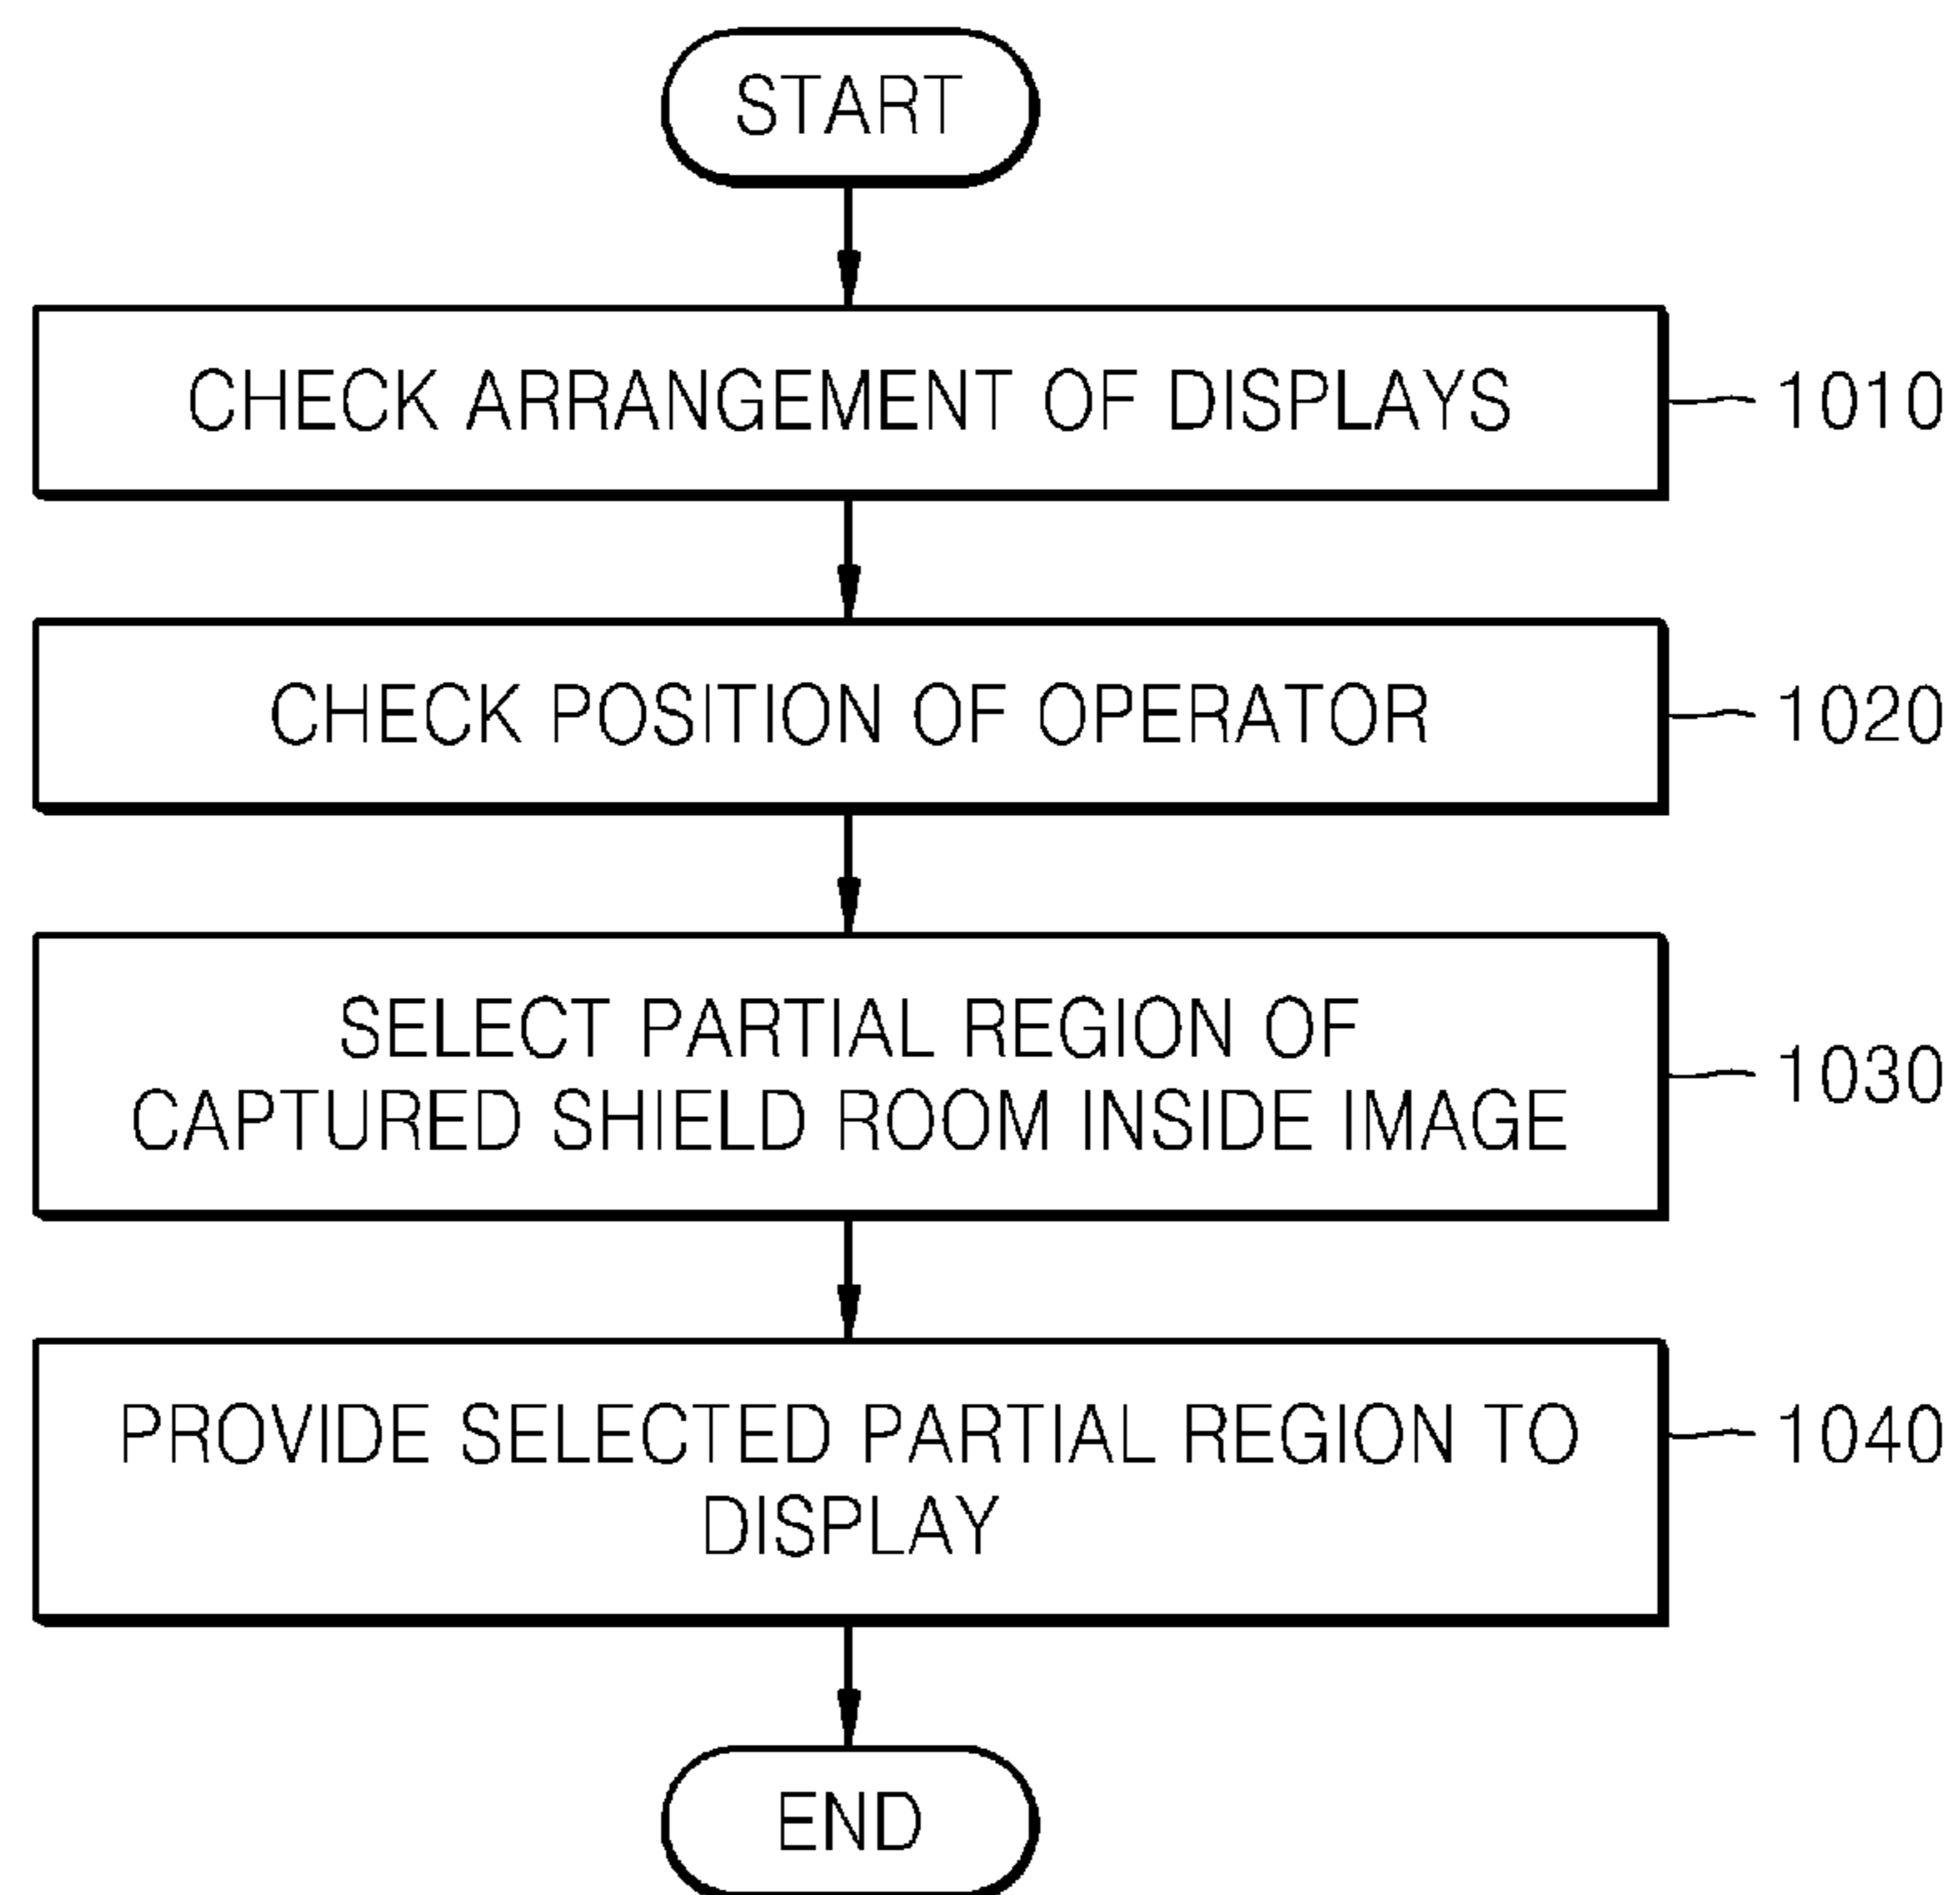 START
CHECK ARRANGEMENT OF DISPLAYS
1010
CHECK POSITION OF OPERATOR
1020
SELECT PARTIAL REGION OF
CAPTURED SHIELD ROOM INSIDE IMAGE
1030
PROVIDE SELECTED PARTIAL REGION TO
DISPLAY
1040
END